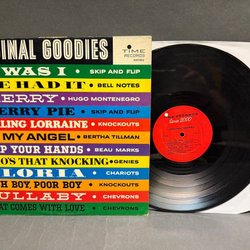 INAL GOODIES
TIME
RECORDS
WAS I • SKIP AND FLIP
E HAD IT • BELL NOTES
ERRY • HUGO MONTENEGRO
ERRY PIE • SKIP AND FLIP
LING LORRAINE • KNOCKOUTS
MY ANGEL • BERTHA TILLMAN
P YOUR HANDS • BEAU MARKS
O'S THAT KNOCKING • GENIES
LORIA • CHARIOTS
H BOY, POOR BOY • KNOCKOUTS
ULLABY • CHEVRONS
AT COMES WITH LOVE • CHEVRONS